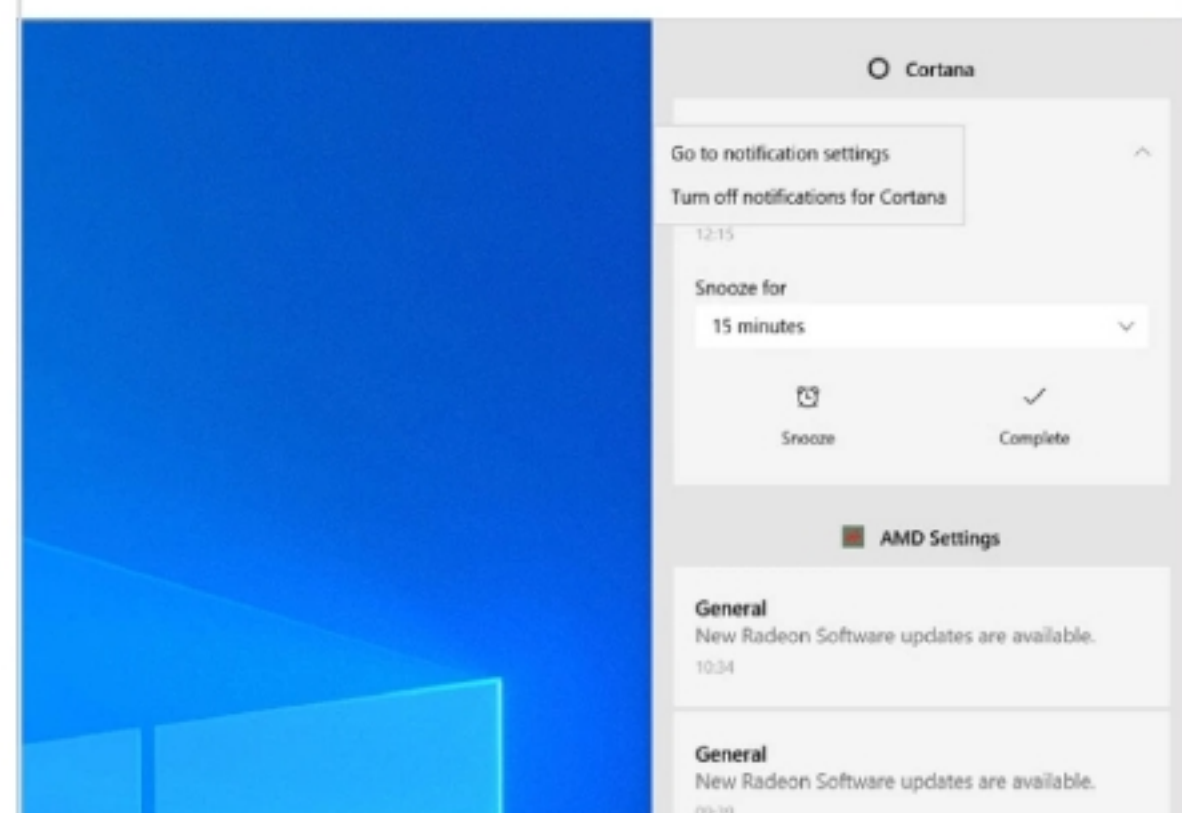 Cortana
Go to notification settings
Turn off notifications for Cortana
12:15
Snooze for
15 minutes
Snooze
Complete
AMD Settings
General
New Radeon Software updates are available.
10:34
General
New Radeon Software updates are available.